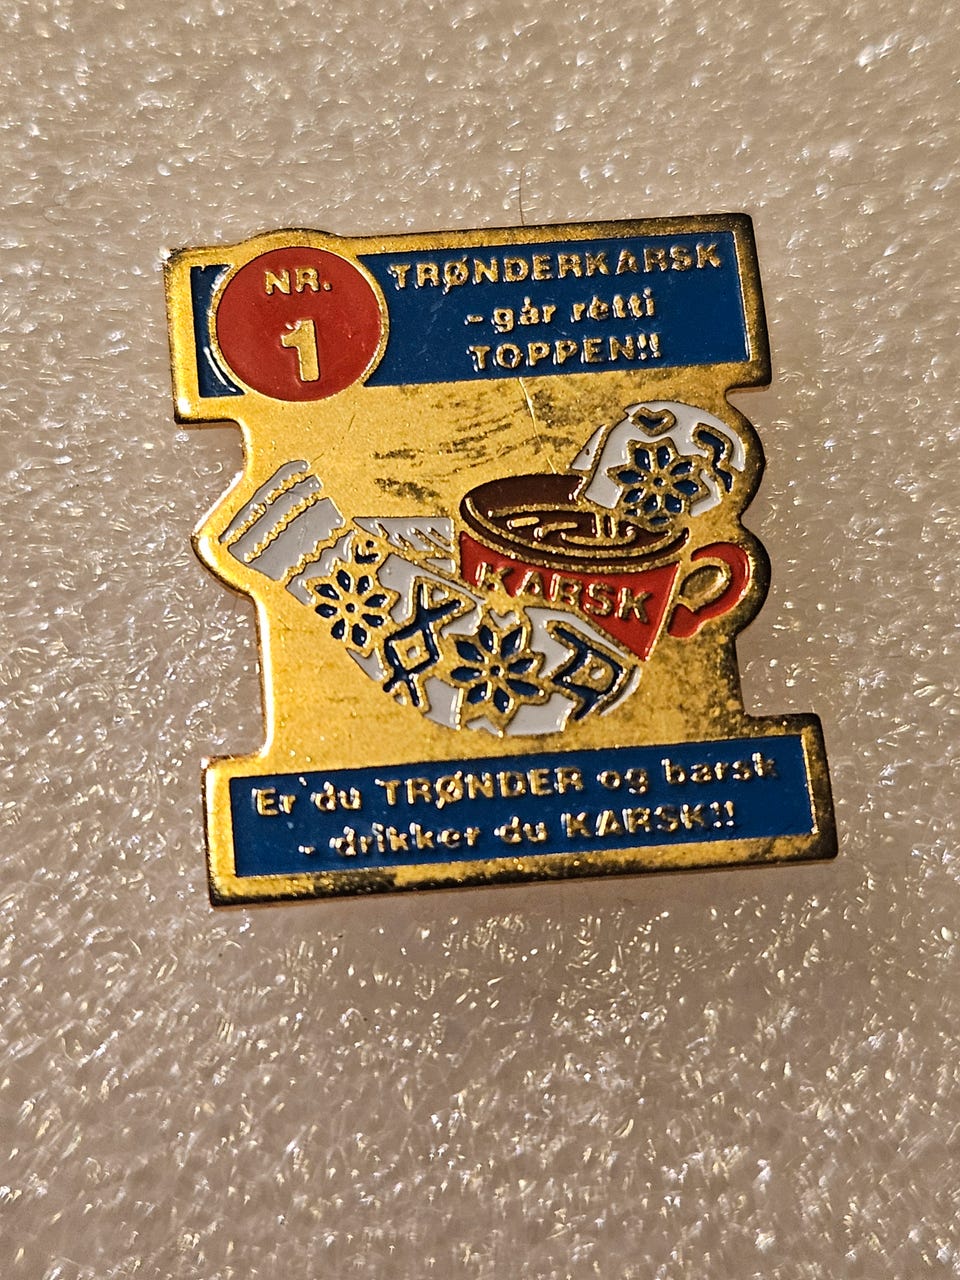 NR.
1
TRØNDERKARSK
- går rètti
TOPPEN!!
KARSK
Er du TRØNDER og barsk
- drikker du KARSK!!